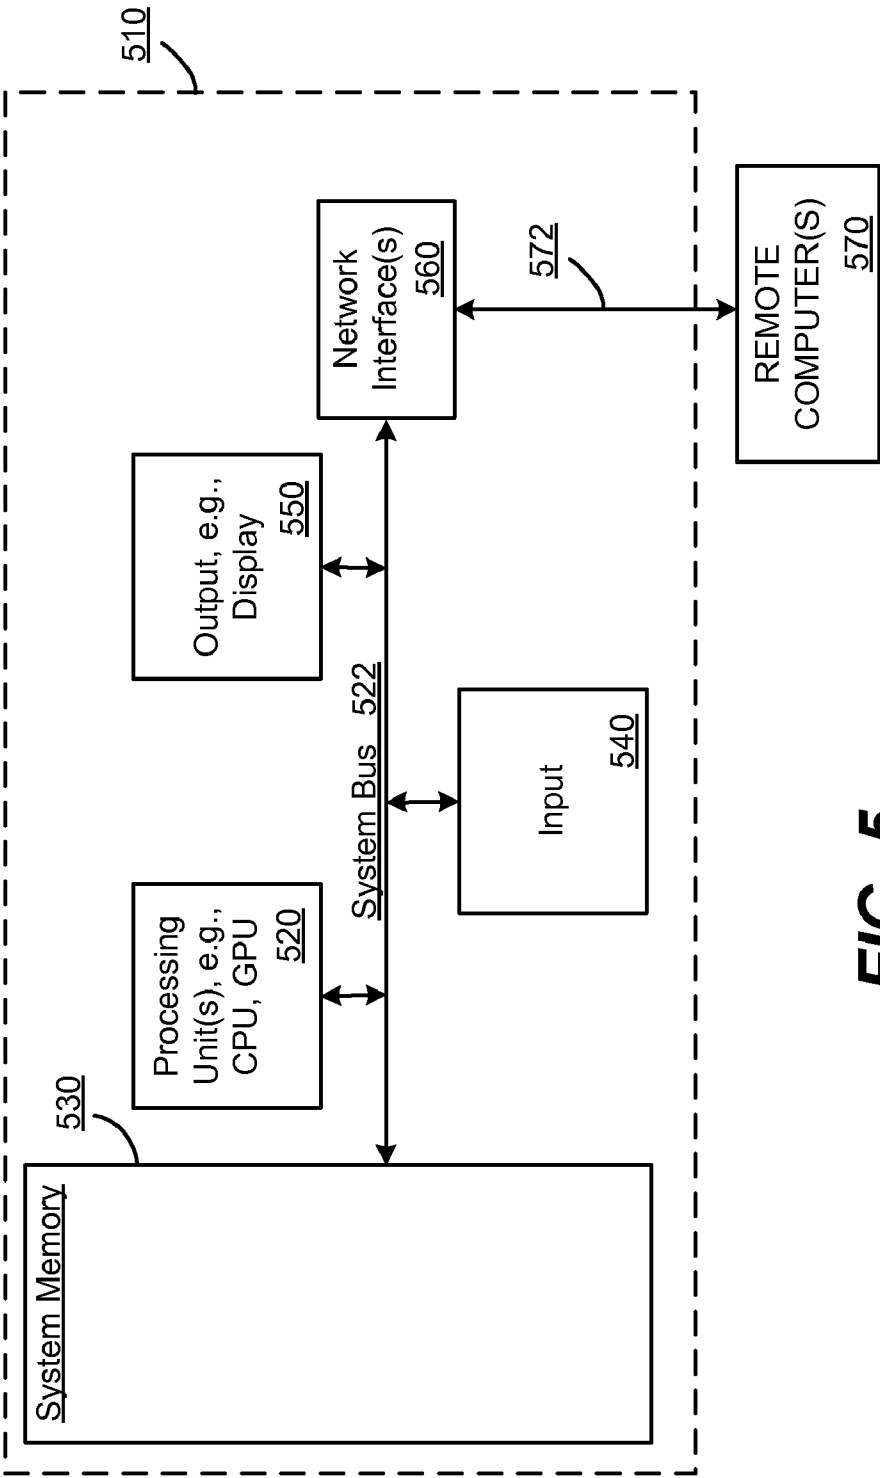 510
530
System Memory
Processing
Unit(s), e.g.,
CPU, GPU
520
Output, e.g.,
Display
550
System Bus 522
Network
Interface(s)
560
Input
540
572
REMOTE
COMPUTER(S)
570
FIG. 5